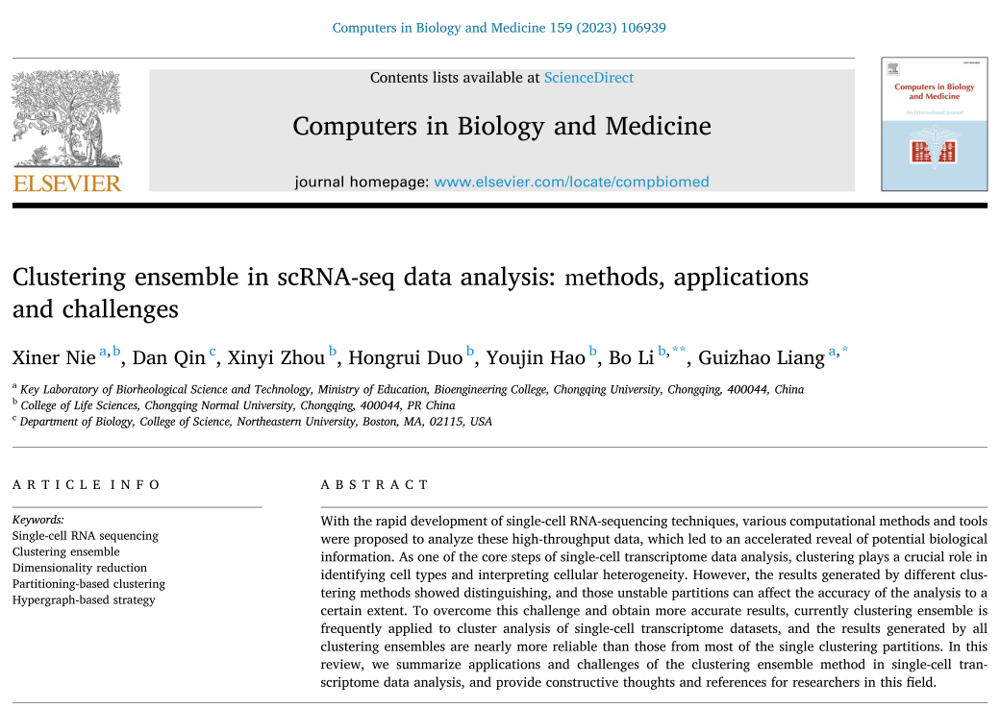 Computers in Biology and Medicine 159 (2023) 106939
Contents lists available at ScienceDirect
Computers in Biology and Medicine
journal homepage: www.elsevier.com/locate/compbiomed
ELSEVIER
Computers in Biology
and Medicine
An International Journal
Clustering ensemble in scRNA-seq data analysis: methods, applications
and challenges
Xiner Nie a,b, Dan Qin c, Xinyi Zhou b, Hongrui Duo b, Youjin Hao b, Bo Li b,**, Guizhao Liang a,*
a Key Laboratory of Biorheological Science and Technology, Ministry of Education, Bioengineering College, Chongqing University, Chongqing, 400044, China
b College of Life Sciences, Chongqing Normal University, Chongqing, 400044, PR China
c Department of Biology, College of Science, Northeastern University, Boston, MA, 02115, USA
ARTICLE INFO
Keywords:
Single-cell RNA sequencing
Clustering ensemble
Dimensionality reduction
Partitioning-based clustering
Hypergraph-based strategy
ABSTRACT
With the rapid development of single-cell RNA-sequencing techniques, various computational methods and tools
were proposed to analyze these high-throughput data, which led to an accelerated reveal of potential biological
information. As one of the core steps of single-cell transcriptome data analysis, clustering plays a crucial role in
identifying cell types and interpreting cellular heterogeneity. However, the results generated by different clus-
tering methods showed distinguishing, and those unstable partitions can affect the accuracy of the analysis to a
certain extent. To overcome this challenge and obtain more accurate results, currently clustering ensemble is
frequently applied to cluster analysis of single-cell transcriptome datasets, and the results generated by all
clustering ensembles are nearly more reliable than those from most of the single clustering partitions. In this
review, we summarize applications and challenges of the clustering ensemble method in single-cell tran-
scriptome data analysis, and provide constructive thoughts and references for researchers in this field.